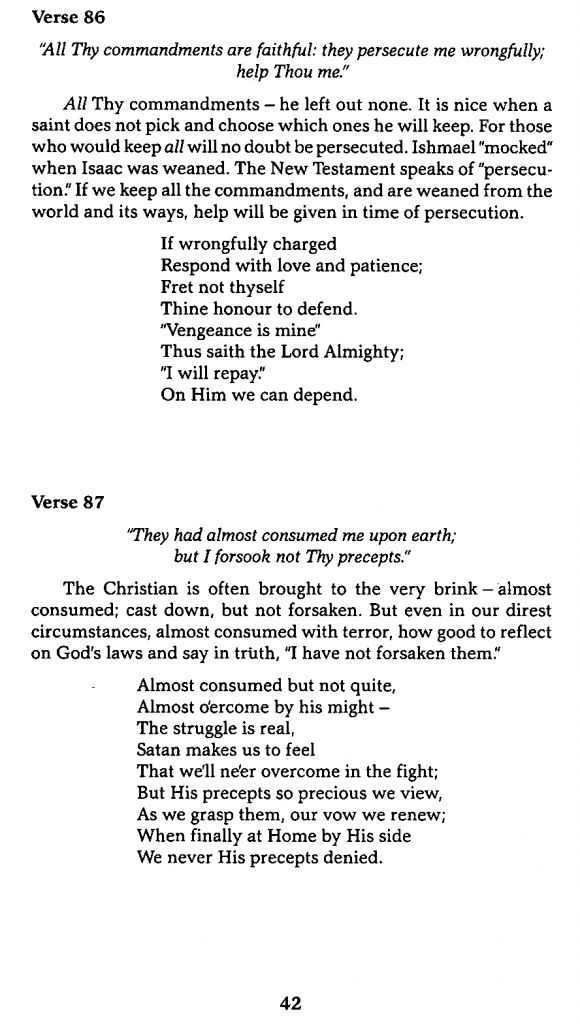 Verse 86
"All Thy commandments are faithful: they persecute me wrongfully;
help Thou me."
All Thy commandments – he left out none. It is nice when a
saint does not pick and choose which ones he will keep. For those
who would keep all will no doubt be persecuted. Ishmael "mocked"
when Isaac was weaned. The New Testament speaks of "persecu-
tion." If we keep all the commandments, and are weaned from the
world and its ways, help will be given in time of persecution.
If wrongfully charged
Respond with love and patience;
Fret not thyself
Thine honour to defend.
"Vengeance is mine"
Thus saith the Lord Almighty;
"I will repay."
On Him we can depend.
Verse 87
"They had almost consumed me upon earth;
but I forsook not Thy precepts."
The Christian is often brought to the very brink – almost
consumed; cast down, but not forsaken. But even in our direst
circumstances, almost consumed with terror, how good to reflect
on God's laws and say in truth, "I have not forsaken them."
Almost consumed but not quite,
Almost o'ercome by his might –
The struggle is real,
Satan makes us to feel
That we'll ne'er overcome in the fight;
But His precepts so precious we view,
As we grasp them, our vow we renew;
When finally at Home by His side
We never His precepts denied.
42